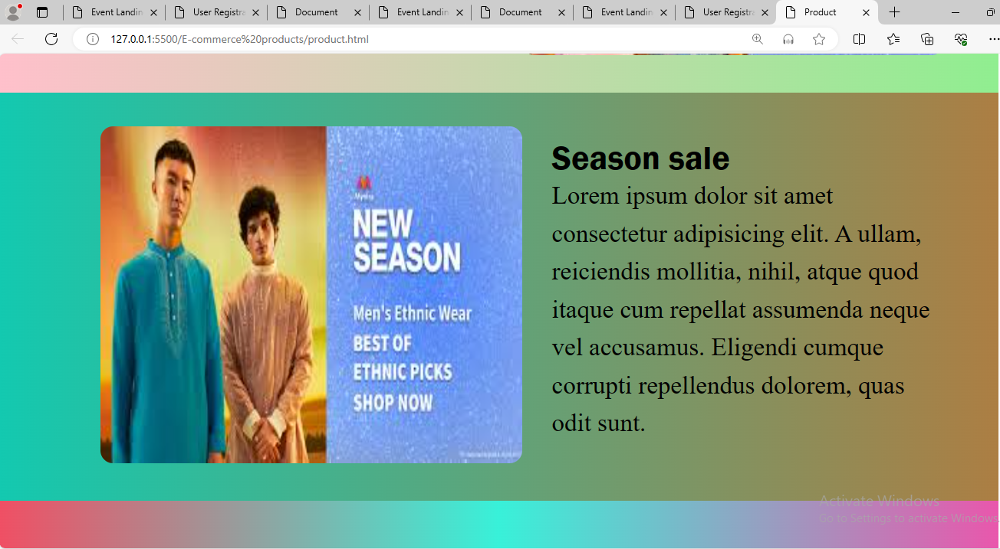 Event Landin
User Registra
Document
Event Landin
Document
Event Landin
User Registra
Product
127.0.0.1:5500/E-commerce%20products/product.html
Myntra
NEW
SEASON
Men's Ethnic Wear
BEST OF
ETHNIC PICKS
SHOP NOW
Season sale
Lorem ipsum dolor sit amet
consectetur adipisicing elit. A ullam,
reiciendis mollitia, nihil, atque quod
itaque cum repellat assumenda neque
vel accusamus. Eligendi cumque
corrupti repellendus dolorem, quas
odit sunt.
Activate Windows
Go to Settings to activate Windows.